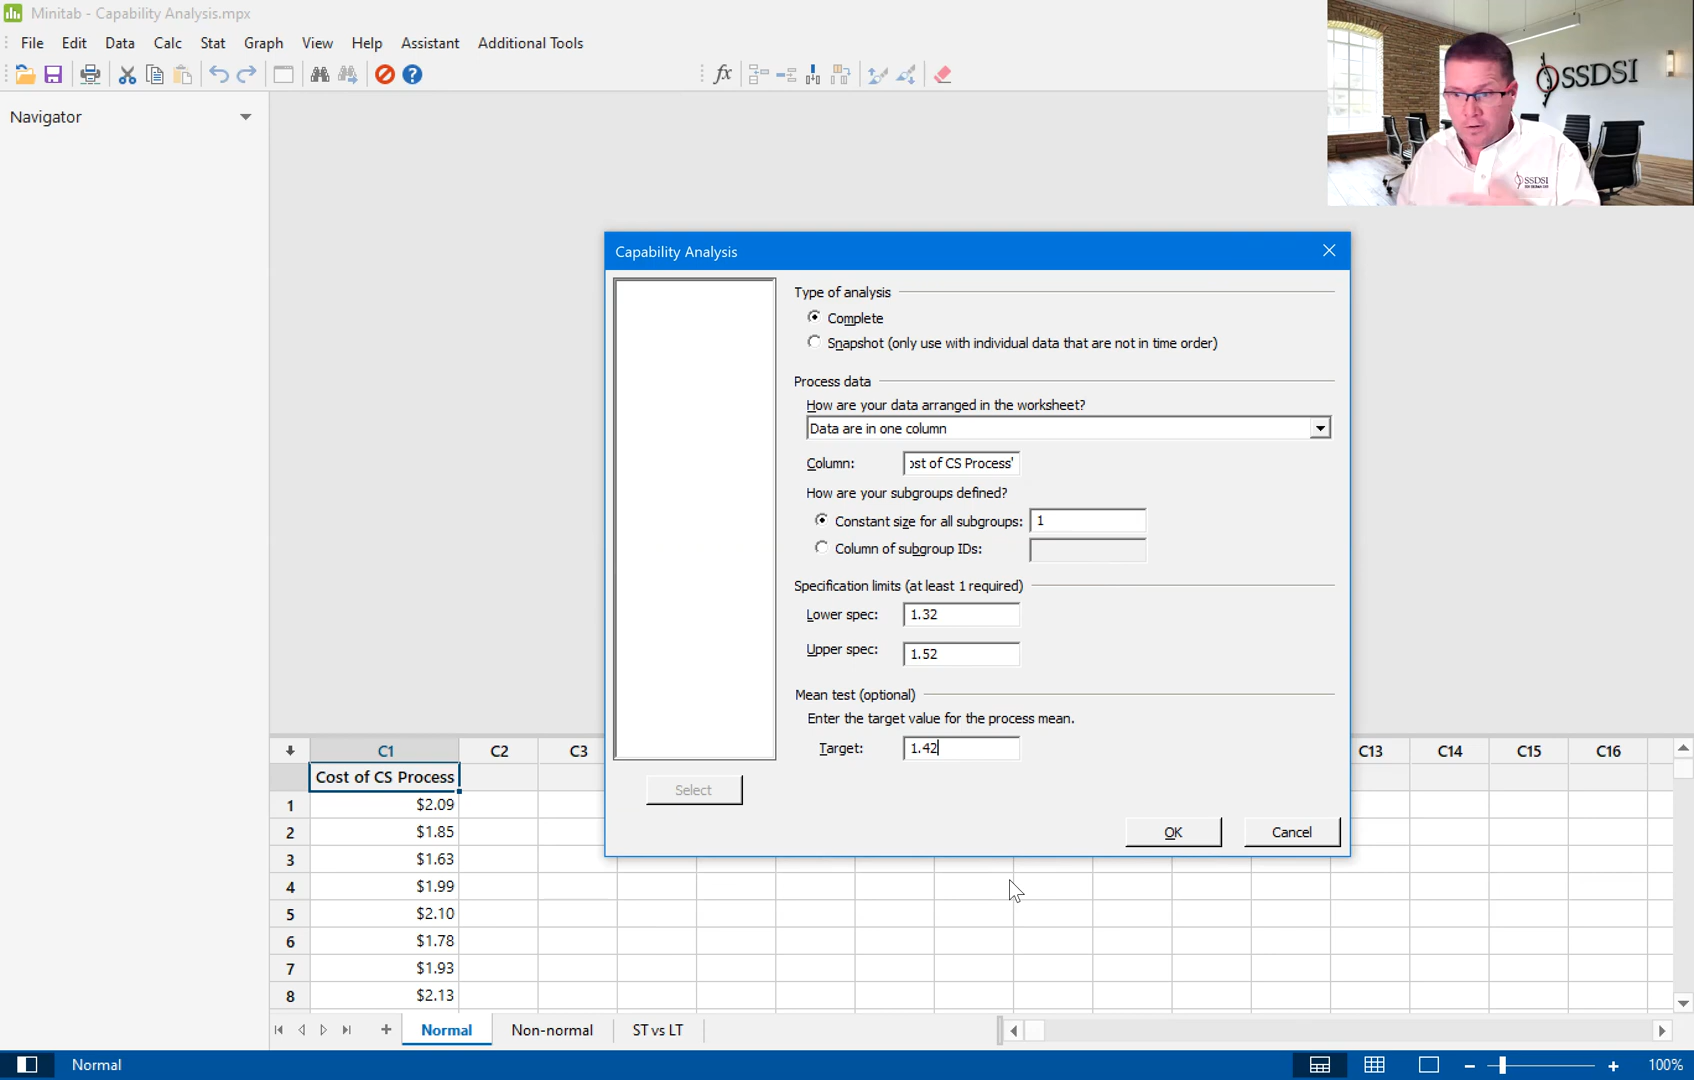 Minitab - Capability Analysis.mpx
File Edit Data Calc Stat Graph View Help Assistant Additional Tools
fx
Navigator
SSDSI
SSDSI
Capability Analysis
Type of analysis
Complete
Snapshot (only use with individual data that are not in time order)
Process data
How are your data arranged in the worksheet?
Data are in one column
Column: ost of CS Process'
How are your subgroups defined?
Constant size for all subgroups: 1
Column of subgroup IDs:
Specification limits (at least 1 required)
Lower spec: 1.32
Upper spec: 1.52
Mean test (optional)
Enter the target value for the process mean.
Target: 1.42
Select
OK Cancel
C1 C2 C3 C13 C14 C15 C16
Cost of CS Process
1 $2.09
2 $1.85
3 $1.63
4 $1.99
5 $2.10
6 $1.78
7 $1.93
8 $2.13
+ Normal Non-normal ST vs LT
Normal
− + 100%